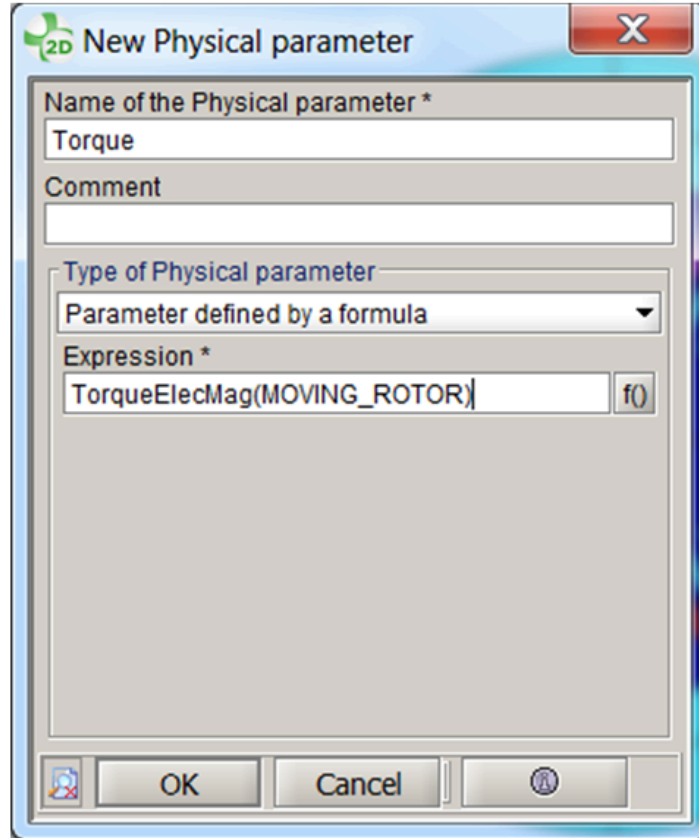 2D New Physical parameter X
Name of the Physical parameter *
Torque
Comment
Type of Physical parameter
Parameter defined by a formula
Expression *
TorqueElecMag(MOVING_ROTOR) f()
OK Cancel